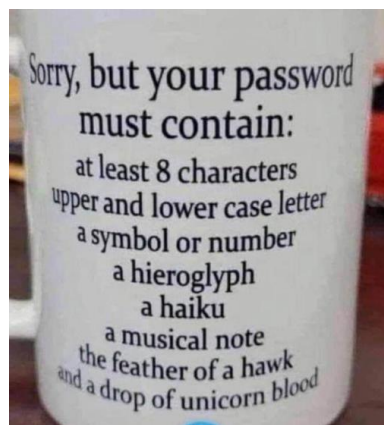 Sorry, but your password
must contain:
at least 8 characters
upper and lower case letter
a symbol or number
a hieroglyph
a haiku
a musical note
the feather of a hawk
and a drop of unicorn blood